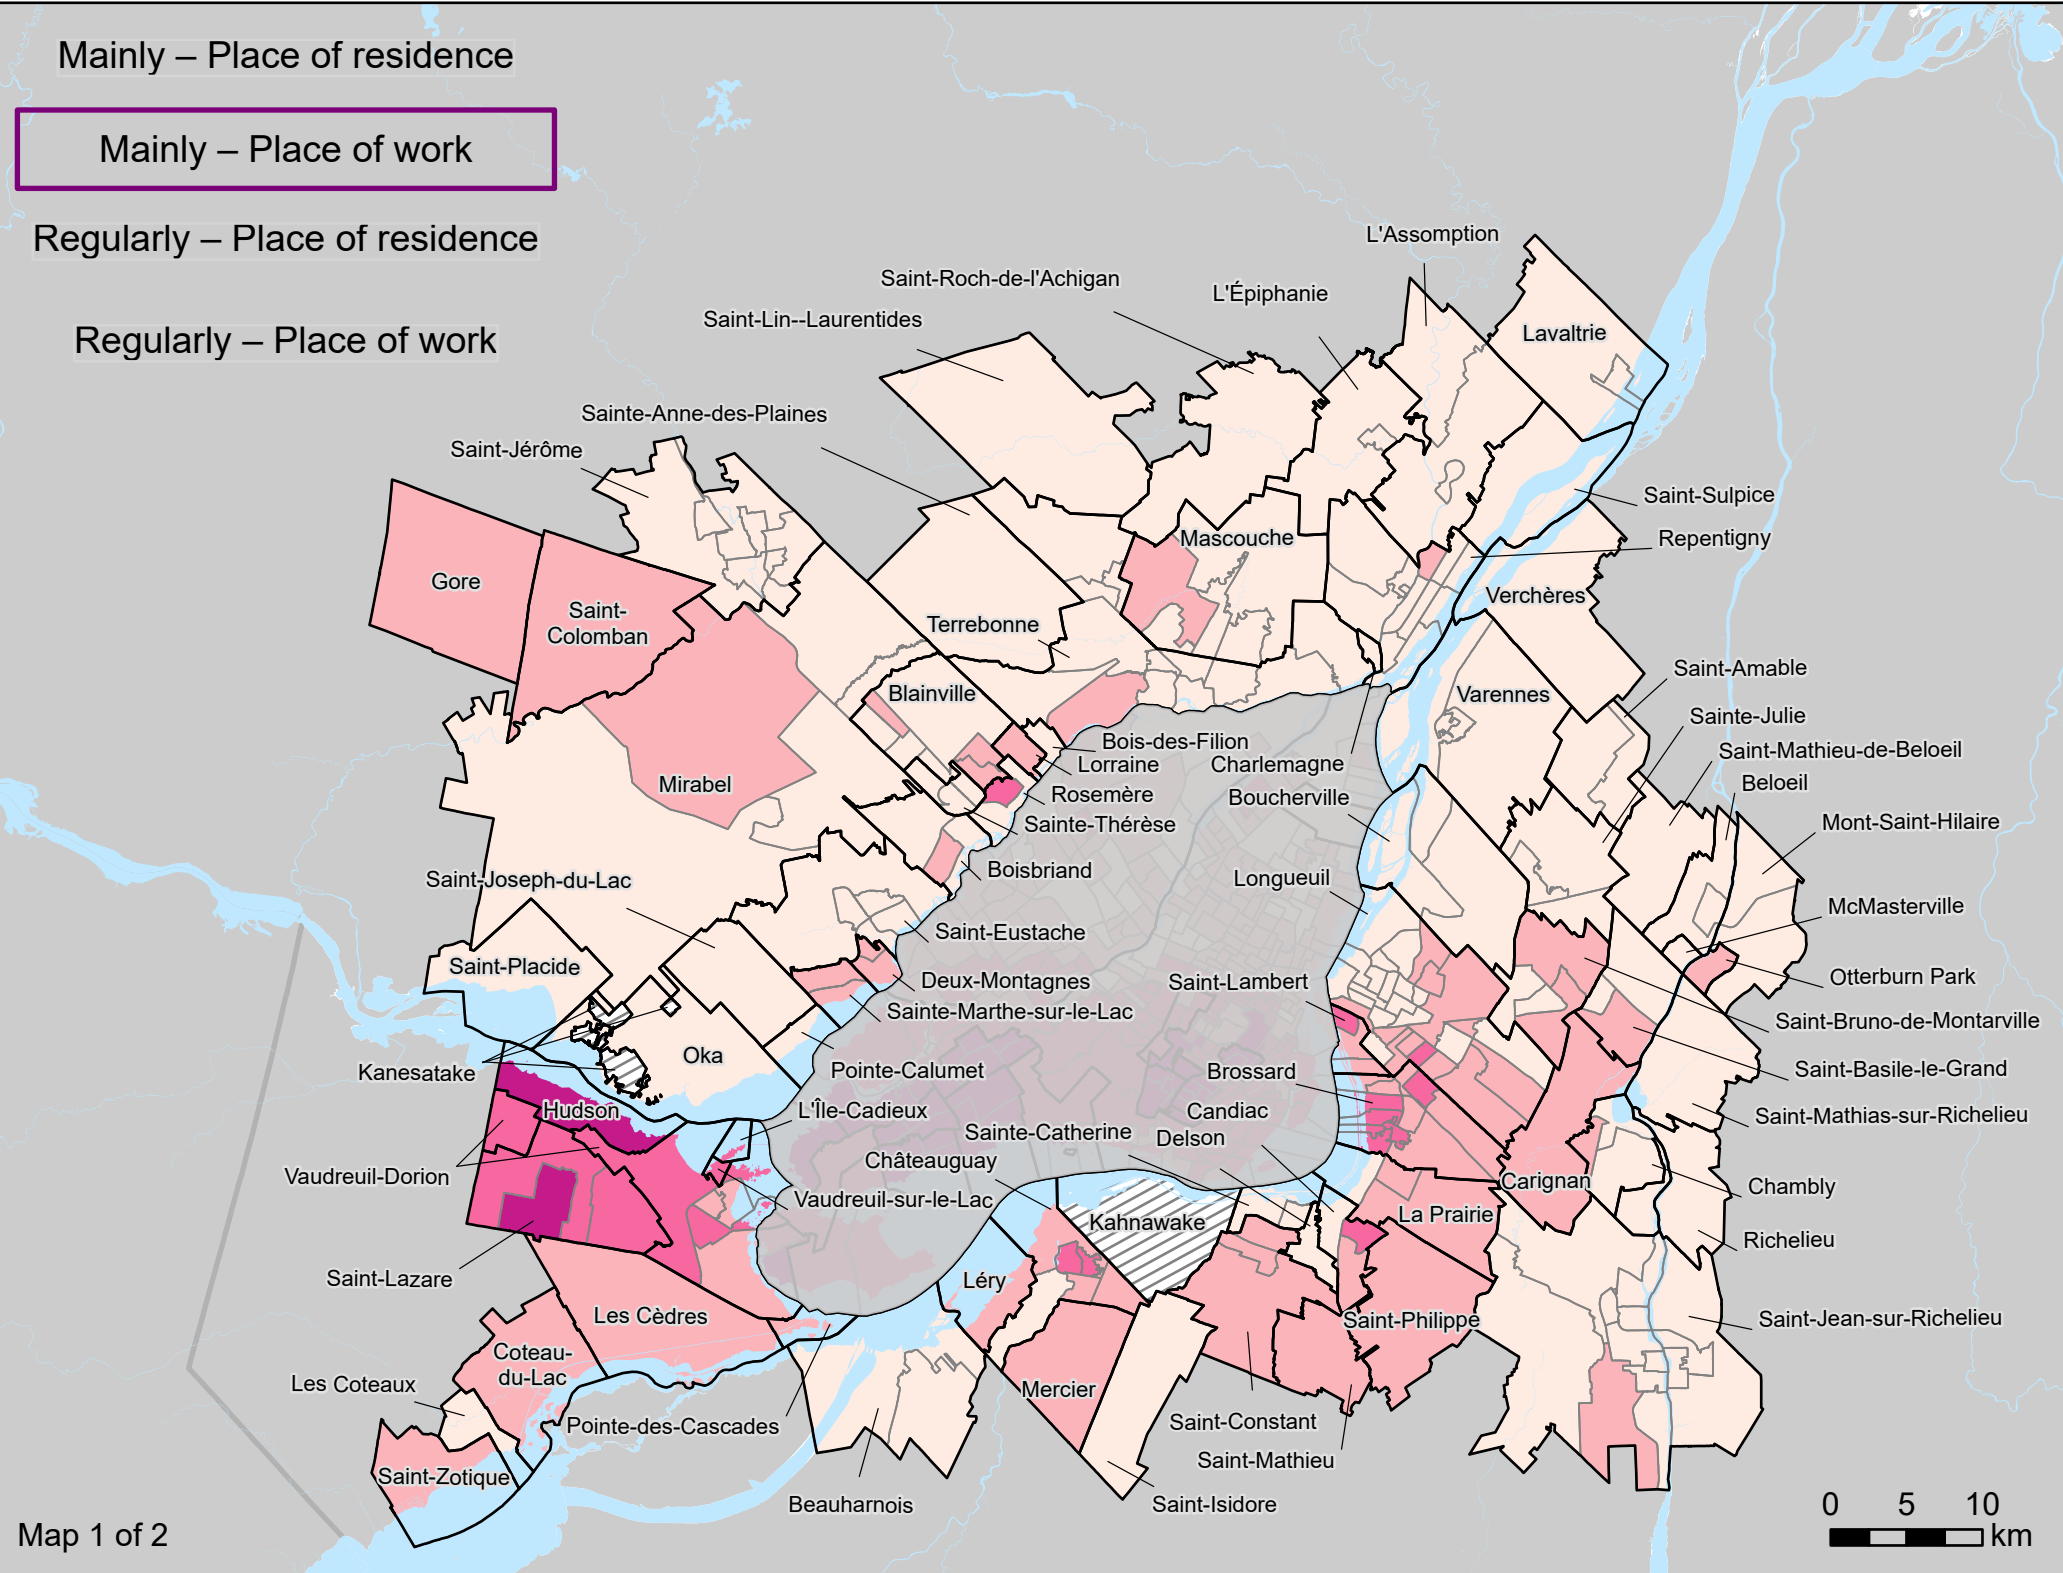 Mainly – Place of residence
Mainly – Place of work
Regularly – Place of residence
Regularly – Place of work
L'Assomption
Saint-Roch-de-l'Achigan
L'Épiphanie
Saint-Lin--Laurentides
Lavaltrie
Sainte-Anne-des-Plaines
Saint-Jérôme
Saint-Sulpice
Mascouche
Repentigny
Gore
Saint-
Colomban
Verchères
Terrebonne
Saint-Amable
Blainville
Varennes
Sainte-Julie
Bois-des-Filion
Saint-Mathieu-de-Beloeil
Lorraine
Charlemagne
Mirabel
Beloeil
Rosemère
Boucherville
Sainte-Thérèse
Mont-Saint-Hilaire
Boisbriand
Saint-Joseph-du-Lac
Longueuil
McMasterville
Saint-Eustache
Saint-Placide
Deux-Montagnes
Saint-Lambert
Otterburn Park
Sainte-Marthe-sur-le-Lac
Saint-Bruno-de-Montarville
Oka
Kanesatake
Pointe-Calumet
Brossard
Saint-Basile-le-Grand
Hudson
L'Île-Cadieux
Candiac
Saint-Mathias-sur-Richelieu
Sainte-Catherine
Delson
Châteauguay
Vaudreuil-Dorion
Carignan
Chambly
Vaudreuil-sur-le-Lac
Kahnawake
La Prairie
Richelieu
Saint-Lazare
Léry
Les Cèdres
Saint-Philippe
Saint-Jean-sur-Richelieu
Coteau-
du-Lac
Les Coteaux
Mercier
Pointe-des-Cascades
Saint-Constant
Saint-Mathieu
Saint-Zotique
Beauharnois
Saint-Isidore
0 5 10
km
Map 1 of 2